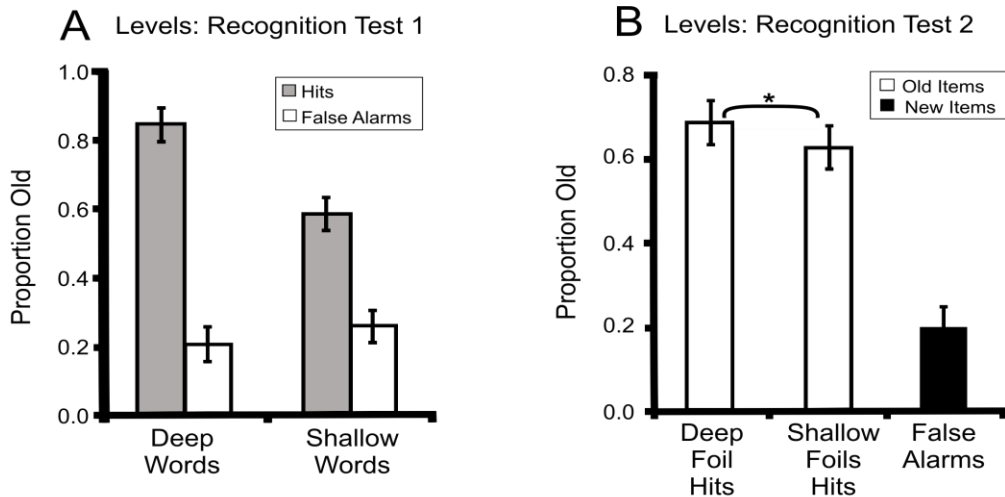 A Levels: Recognition Test 1
Hits
False Alarms
Proportion Old
1.0
0.8
0.6
0.4
0.2
0.0
Deep
Words
Shallow
Words
B Levels: Recognition Test 2
Old Items
New Items
*
Proportion Old
0.8
0.6
0.4
0.2
0.0
Deep
Foil
Hits
Shallow
Foils
Hits
False
Alarms